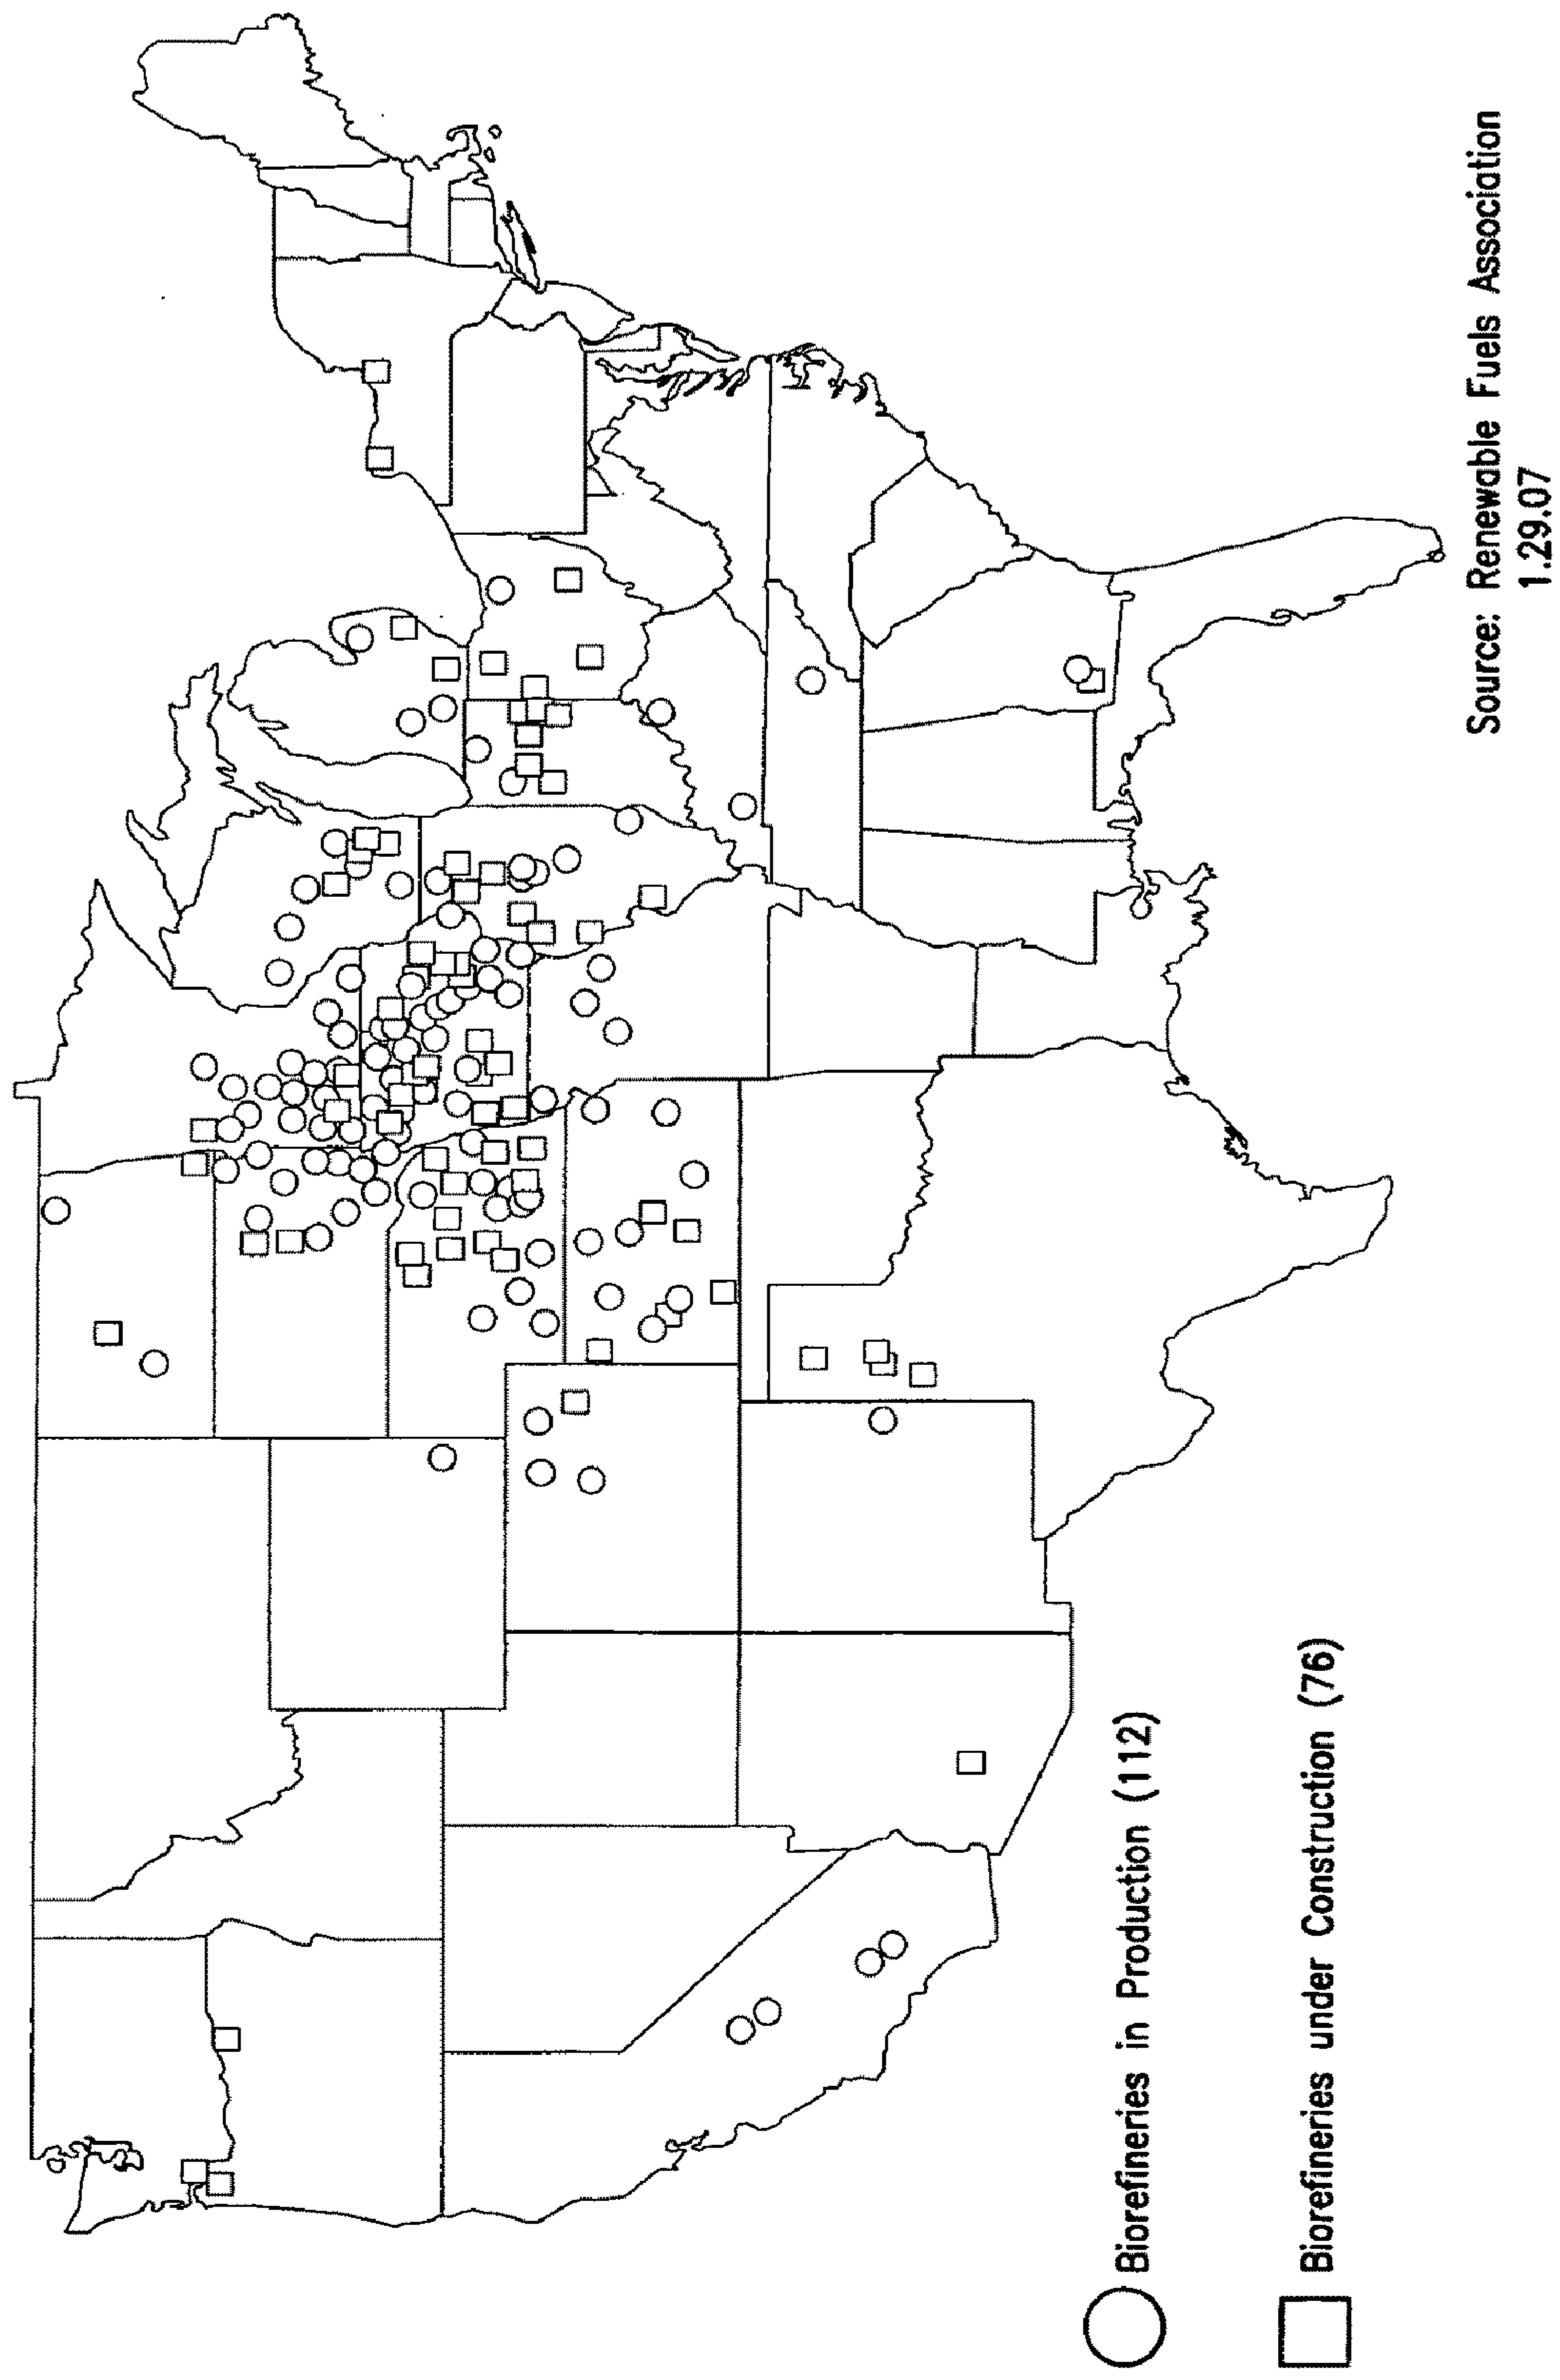 Biorefineries in Production (112)
Biorefineries under Construction (76)
Source: Renewable Fuels Association
1.29.07